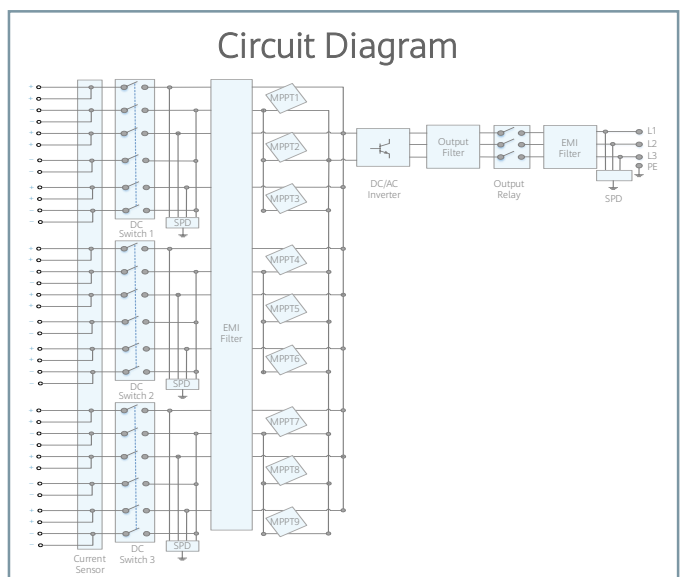 Circuit Diagram
MPPT1
MPPT2
MPPT3
SPD
DC
Switch 1
MPPT4
MPPT5
MPPT6
SPD
DC
Switch 2
EMI
Filter
MPPT7
MPPT8
MPPT9
SPD
DC
Switch 3
Current
Sensor
DC/AC
Inverter
Output
Filter
Output
Relay
EMI
Filter
L1
L2
L3
PE
SPD